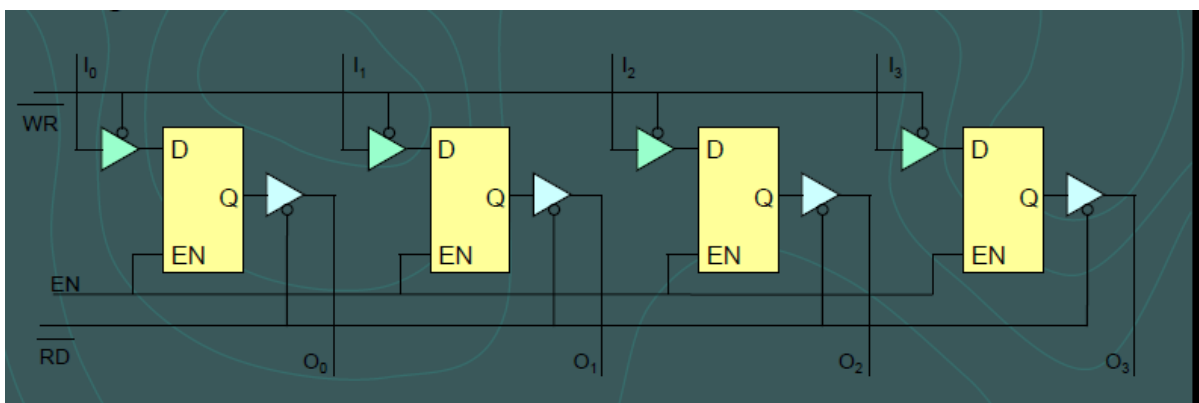 I₀ I₁ I₂ I₃
WR
D D D D
Q Q Q Q
EN EN EN EN
EN
RD
O₀ O₁ O₂ O₃